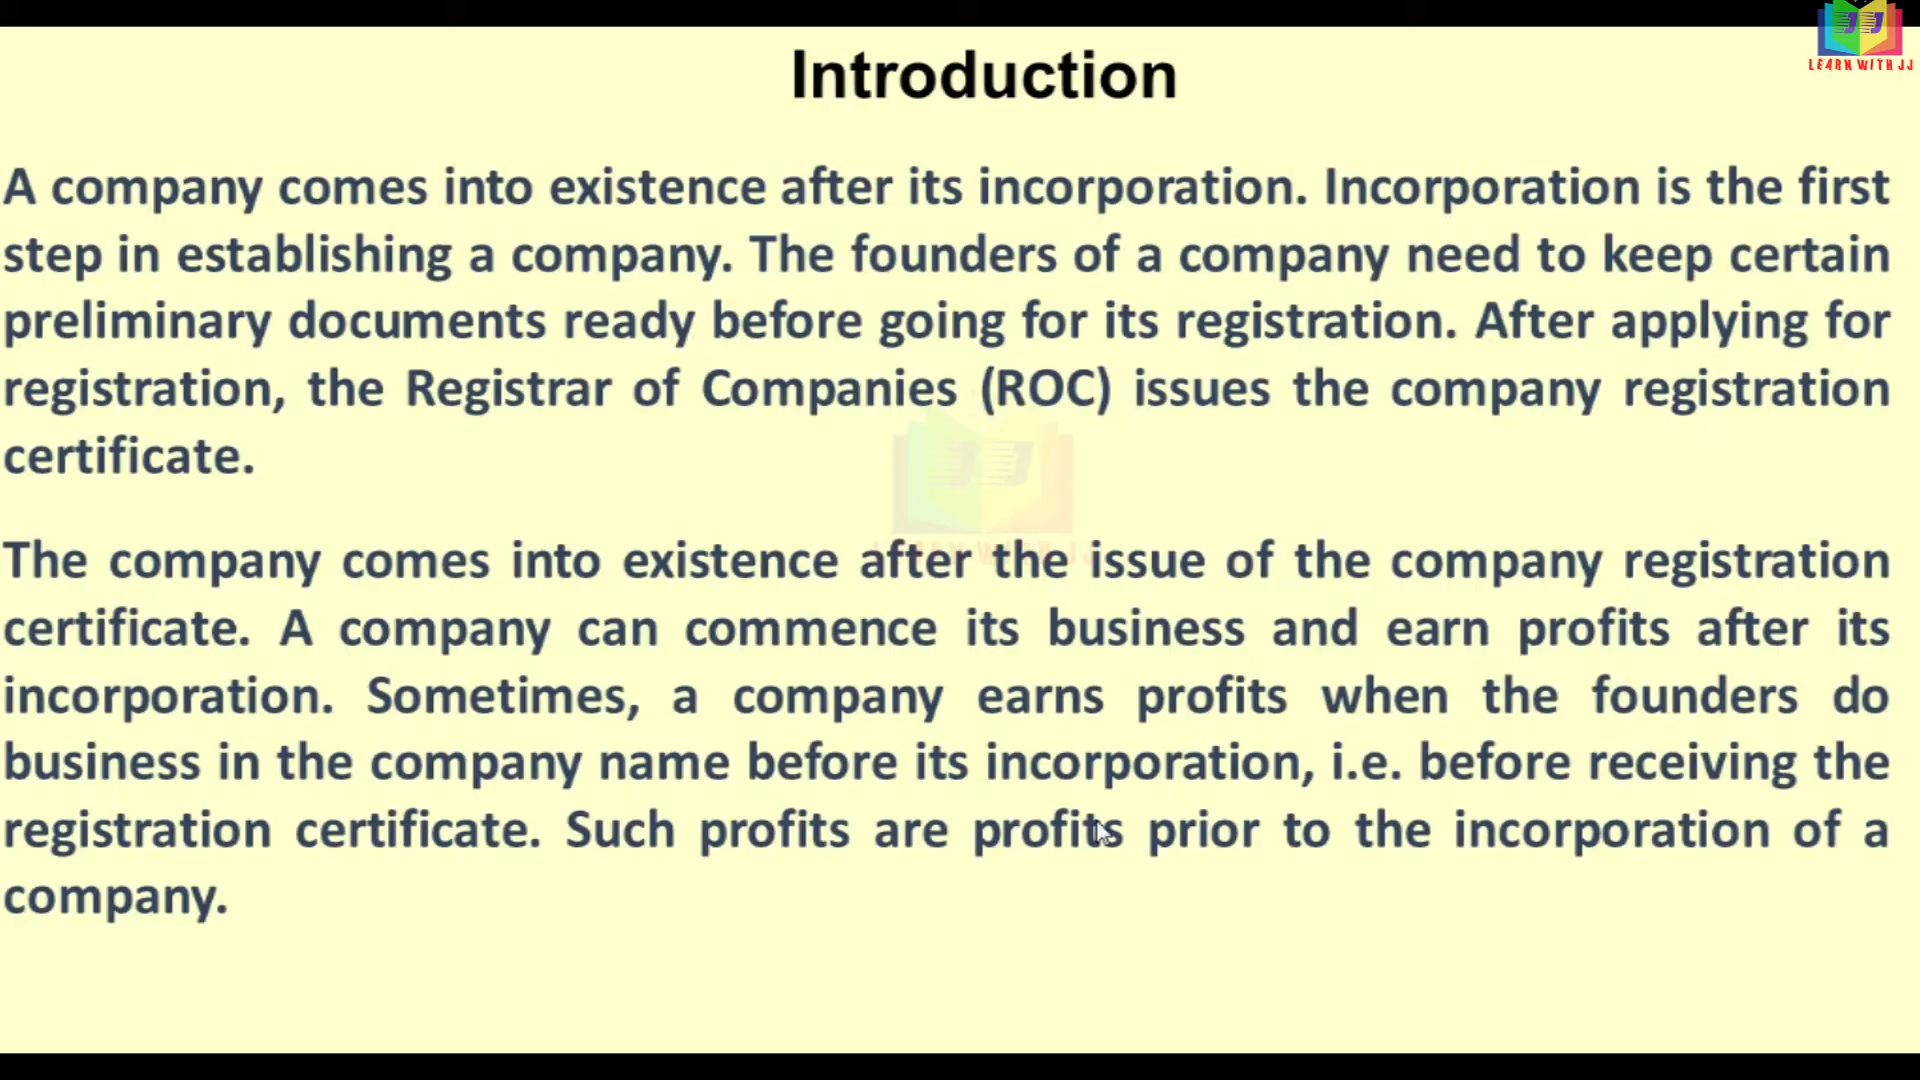 LEARN WITH JJ
Introduction
A company comes into existence after its incorporation. Incorporation is the first
step in establishing a company. The founders of a company need to keep certain
preliminary documents ready before going for its registration. After applying for
registration, the Registrar of Companies (ROC) issues the company registration
certificate.
The company comes into existence after the issue of the company registration
certificate. A company can commence its business and earn profits after its
incorporation. Sometimes, a company earns profits when the founders do
business in the company name before its incorporation, i.e. before receiving the
registration certificate. Such profits are profits prior to the incorporation of a
company.